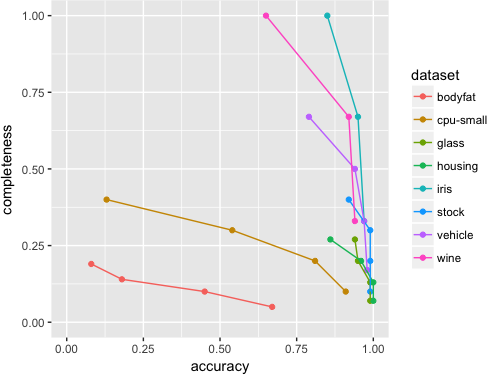 completeness
1.00
0.75
0.50
0.25
0.00
0.00 0.25 0.50 0.75 1.00
accuracy
dataset
bodyfat
cpu-small
glass
housing
iris
stock
vehicle
wine